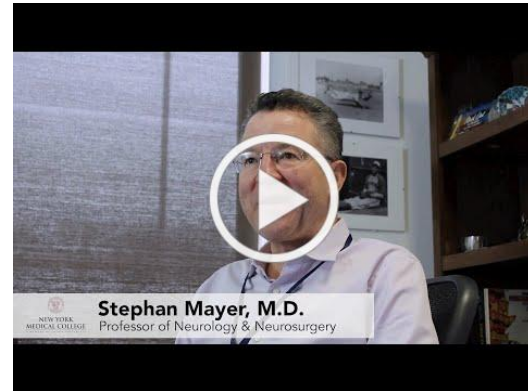 NEW YORK
MEDICAL COLLEGE
Stephan Mayer, M.D.
Professor of Neurology & Neurosurgery